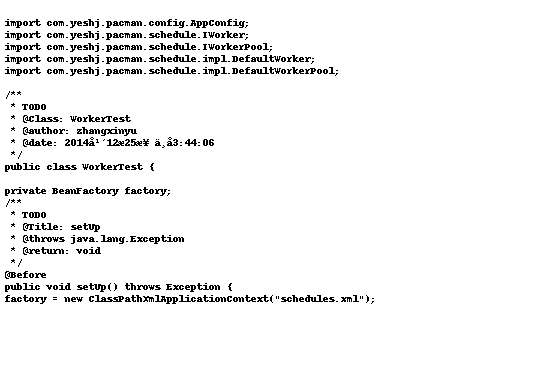 import com.yeshj.pacman.config.AppConfig;
import com.yeshj.pacman.schedule.IWorker;
import com.yeshj.pacman.schedule.IWorkerPool;
import com.yeshj.pacman.schedule.impl.DefaultWorker;
import com.yeshj.pacman.schedule.impl.DefaultWorkerPool;
/**
* TODO
* @Class: WorkerTest
* @author: zhangxinyu
* @date: 2014å¹´12æ25æ¥ ä¸å3:44:06
*/
public class WorkerTest {
private BeanFactory factory;
/**
* TODO
* @Title: setUp
* @throws java.lang.Exception
* @return: void
*/
@Before
public void setUp() throws Exception {
factory = new ClassPathXmlApplicationContext("schedules.xml");